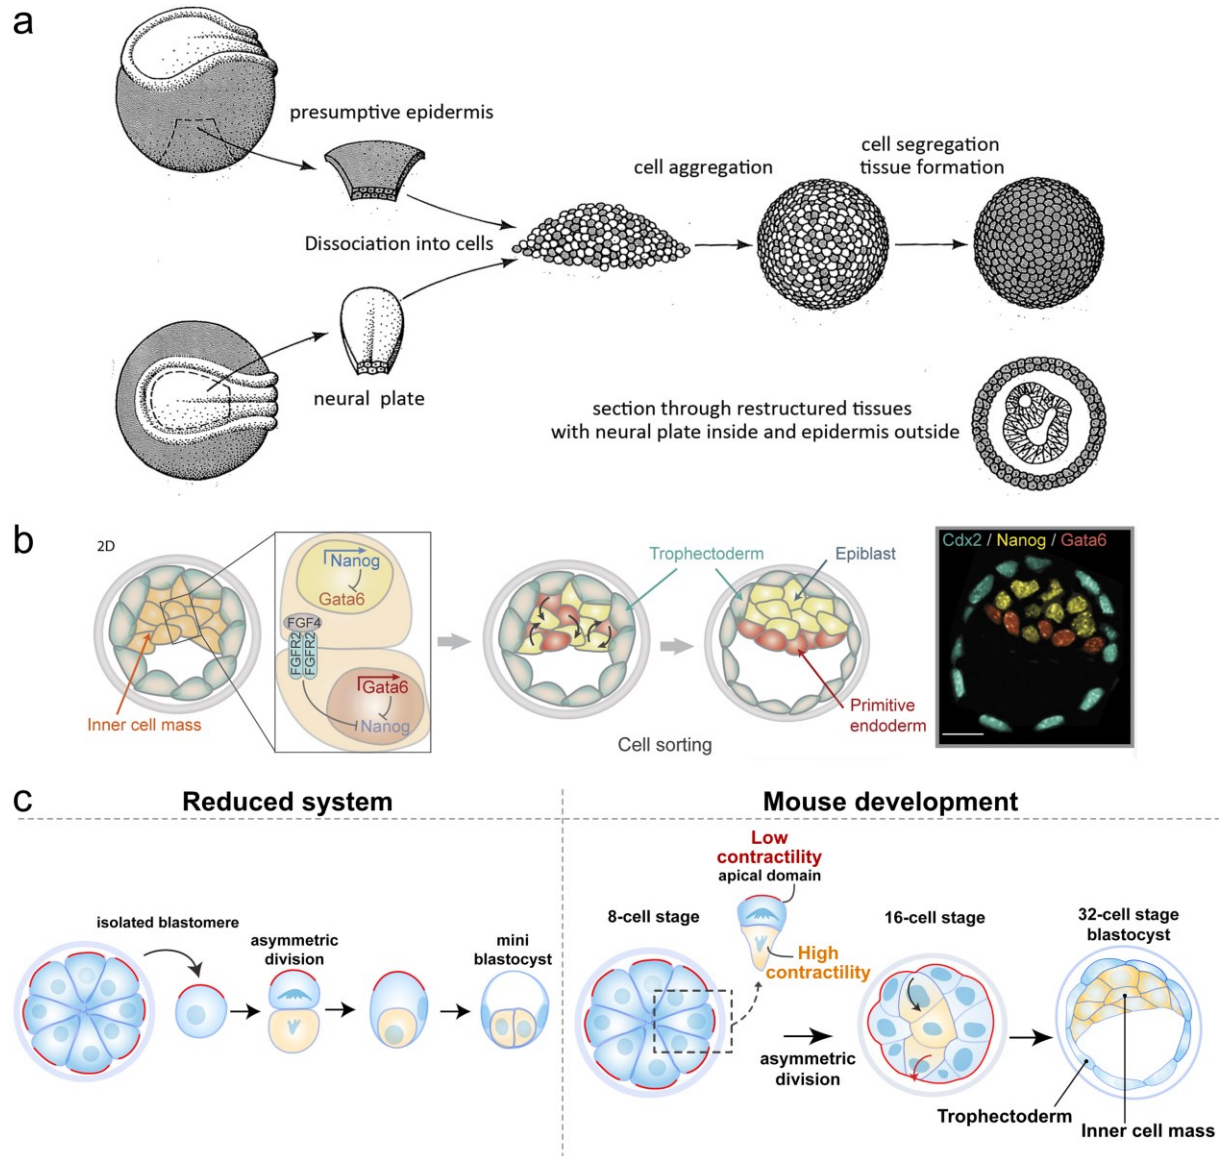 a
presumptive epidermis
Dissociation into cells
neural plate
cell aggregation
cell segregation
tissue formation
section through restructured tissues
with neural plate inside and epidermis outside
b
2D
Inner cell mass
Nanog
Gata6
FGF4
FGFR2
FGFR2
Gata6
Nanog
Trophectoderm
Epiblast
Cell sorting
Primitive
endoderm
Cdx2 / Nanog / Gata6
c
Reduced system
isolated blastomere
asymmetric
division
mini
blastocyst
Mouse development
8-cell stage
Low
contractility
apical domain
High
contractility
asymmetric
division
16-cell stage
32-cell stage
blastocyst
Trophectoderm
Inner cell mass